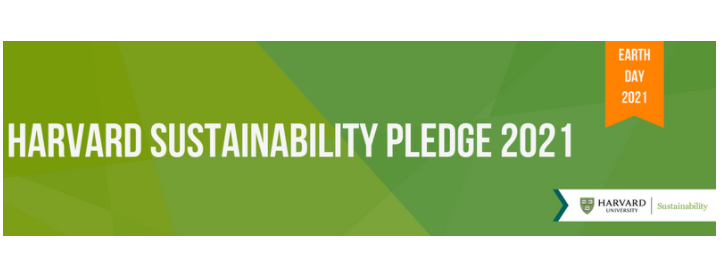 EARTH
DAY
2021
HARVARD SUSTAINABILITY PLEDGE 2021
HARVARD
UNIVERSITY
Sustainability